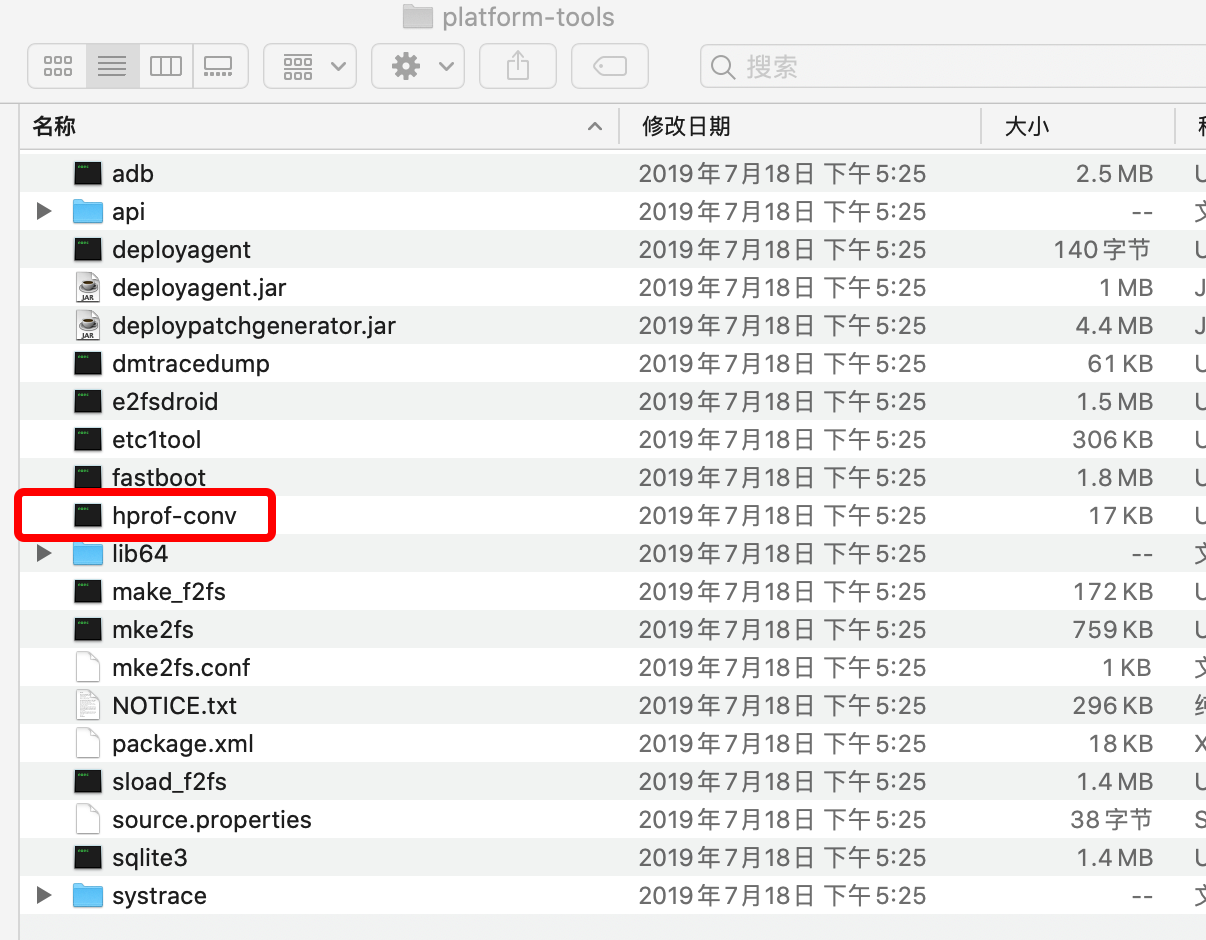 platform-tools
搜索
名称 修改日期 大小
adb 2019年7月18日 下午5:25 2.5 MB
api 2019年7月18日 下午5:25 --
deployagent 2019年7月18日 下午5:25 140 字节
deployagent.jar 2019年7月18日 下午5:25 1 MB
deploypatchgenerator.jar 2019年7月18日 下午5:25 4.4 MB
dmtracedump 2019年7月18日 下午5:25 61 KB
e2fsdroid 2019年7月18日 下午5:25 1.5 MB
etc1tool 2019年7月18日 下午5:25 306 KB
fastboot 2019年7月18日 下午5:25 1.8 MB
hprof-conv 2019年7月18日 下午5:25 17 KB
lib64 2019年7月18日 下午5:25 --
make_f2fs 2019年7月18日 下午5:25 172 KB
mke2fs 2019年7月18日 下午5:25 759 KB
mke2fs.conf 2019年7月18日 下午5:25 1 KB
NOTICE.txt 2019年7月18日 下午5:25 296 KB
package.xml 2019年7月18日 下午5:25 18 KB
sload_f2fs 2019年7月18日 下午5:25 1.4 MB
source.properties 2019年7月18日 下午5:25 38 字节
sqlite3 2019年7月18日 下午5:25 1.4 MB
systrace 2019年7月18日 下午5:25 --